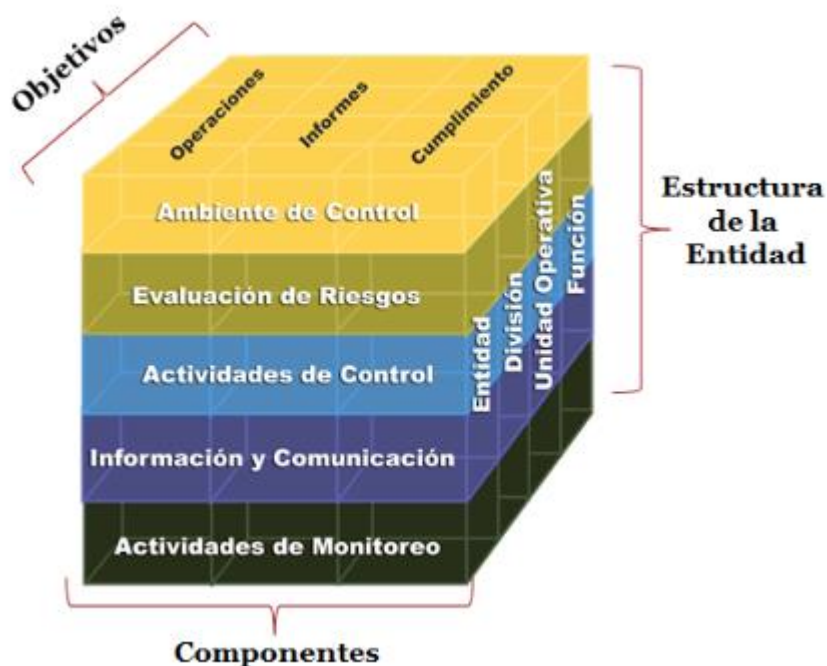 Objetivos
Operaciones
Informes
Cumplimiento
Ambiente de Control
Evaluación de Riesgos
Actividades de Control
Información y Comunicación
Actividades de Monitoreo
Entidad
División
Unidad Operativa
Función
Estructura
de la
Entidad
Componentes